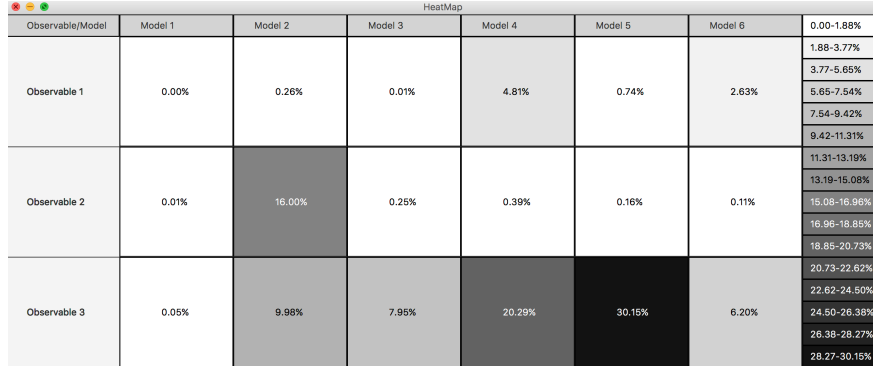 HeatMap
Observable/Model Model 1 Model 2 Model 3 Model 4 Model 5 Model 6 0.00-1.88%
1.88-3.77%
3.77-5.65%
Observable 1 0.00% 0.26% 0.01% 4.81% 0.74% 2.63% 5.65-7.54%
7.54-9.42%
9.42-11.31%
11.31-13.19%
13.19-15.08%
Observable 2 0.01% 16.00% 0.25% 0.39% 0.16% 0.11% 15.08-16.96%
16.96-18.85%
18.85-20.73%
20.73-22.62%
22.62-24.50%
Observable 3 0.05% 9.98% 7.95% 20.29% 30.15% 6.20% 24.50-26.38%
26.38-28.27%
28.27-30.15%